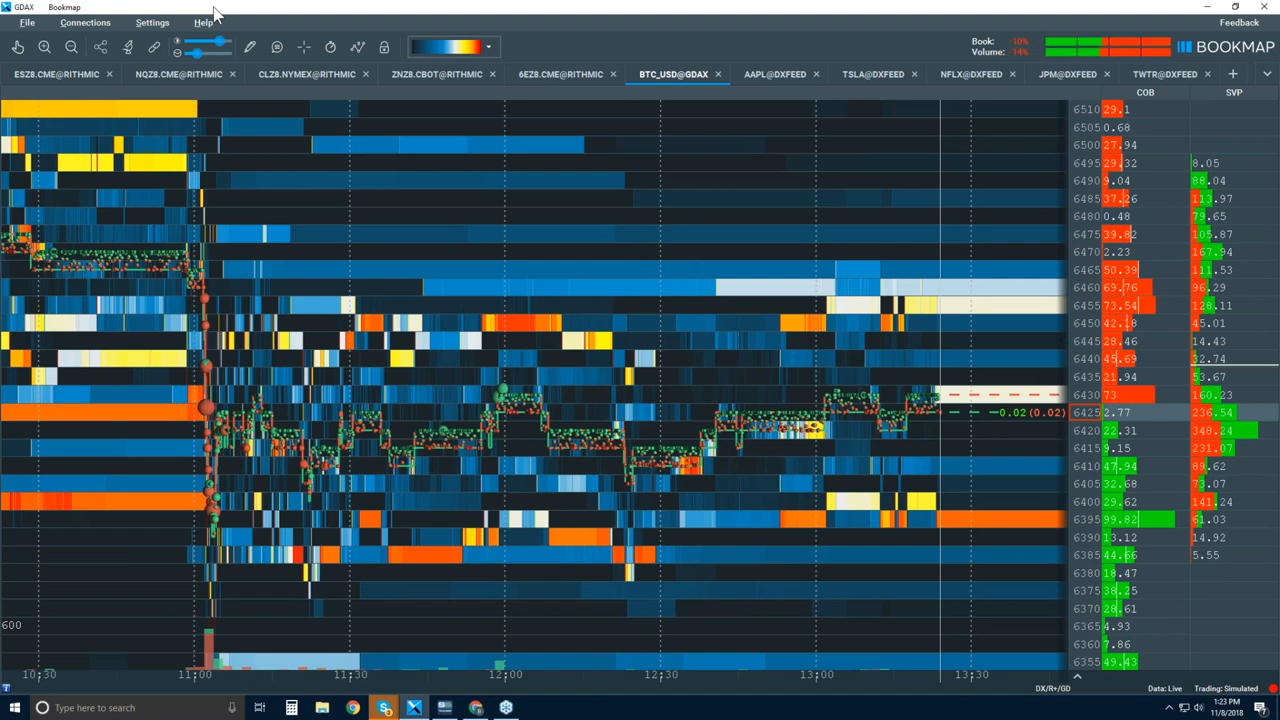 GDAX Bookmap
File Connections Settings Help Feedback
Book: -10%
Volume: -14%
BOOKMAP
ESZ8.CME@RITHMIC NQZ8.CME@RITHMIC CLZ8.NYMEX@RITHMIC ZNZ8.CBOT@RITHMIC 6EZ8.CME@RITHMIC BTC_USD@GDAX AAPL@DXFEED TSLA@DXFEED NFLX@DXFEED JPM@DXFEED TWTR@DXFEED
COB SVP
6510 29.1
6505 0.68
6500 27.94
6495 29.32 8.05
6490 9.04 88.04
6485 37.26 113.97
6480 0.48 79.65
6475 39.82 105.87
6470 2.23 167.94
6465 50.39 111.53
6460 69.76 96.29
6455 73.54 128.11
6450 42.18 45.01
6445 28.46 14.43
6440 45.69 32.74
6435 21.94 53.67
6430 73 160.23
0.02 (0.02) 6425 2.77 236.54
6420 22.31 348.24
6415 9.15 231.07
6410 47.94 89.62
6405 32.68 73.07
6400 29.62 141.24
6395 99.82 61.03
6390 13.12 14.92
6385 44.66 5.55
6380 18.47
6375 38.25
6370 28.61
600 6365 4.93
6360 7.86
6355 49.43
10:30 11:00 11:30 12:00 12:30 13:00 13:30
DX/R+/GD Data: Live Trading: Simulated
Type here to search
1:23 PM
11/8/2018
7